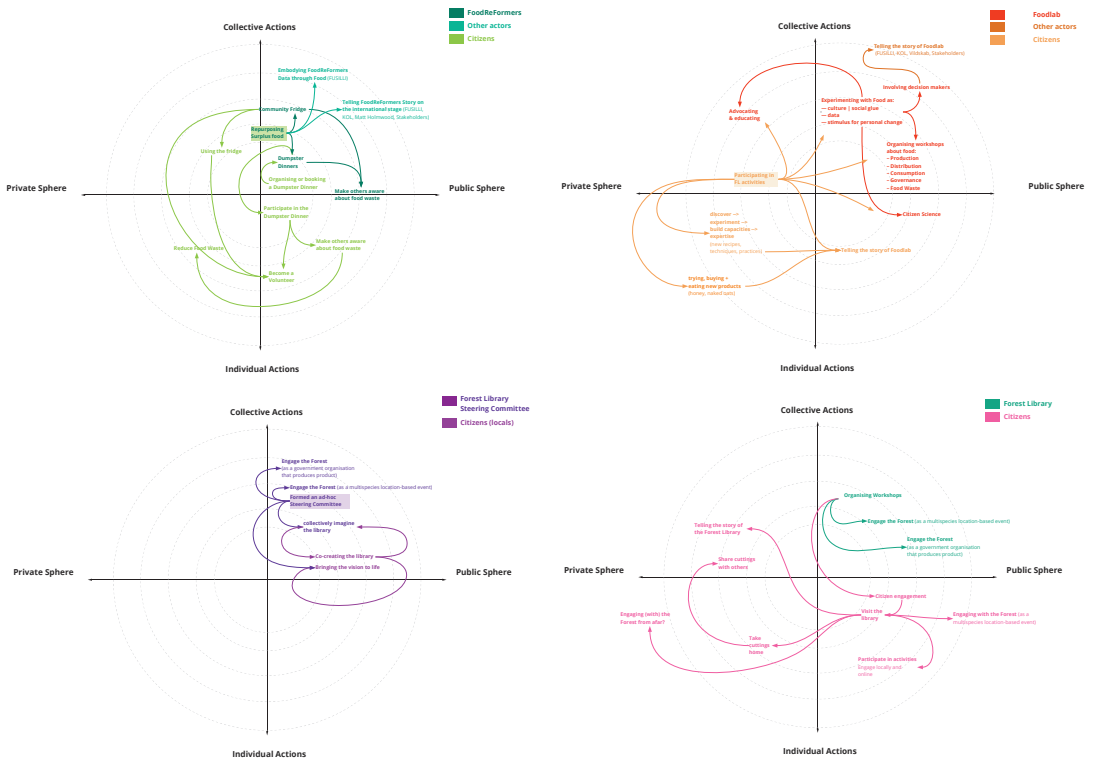 FoodReFormers
Other actors
Citizens
Collective Actions
Embodying FoodReFormers
Data through Food (FUSILLI)
Community Fridge
Telling FoodReFormers Story on
the international stage (FUSILLI,
KOL, Matt Holmwood, Stakeholders)
Repurposing
Surplus food
Using the fridge
Dumpster
Dinners
Organising or booking
a Dumpster Dinner
Private Sphere
Public Sphere
Make others aware
about food waste
Participate in the
Dumpster Dinner
Reduce Food Waste
Make others aware
about food waste
Become a
Volunteer
Individual Actions
Foodlab
Other actors
Citizens
Collective Actions
Telling the story of Foodlab
(FUSILLI, KOL, Vitdskab, Stakeholders)
Involving decision makers
Experimenting with Food as:
— culture | social glue
— data
— stimulus for personal change
Advocating
& educating
Organising workshops
about food:
– Production
– Distribution
– Consumption
– Governance
– Food Waste
Participating in
FL activities
Private Sphere
Public Sphere
discover —>
experiment —>
build capacities —>
expertise
(new recipes,
techniques, practices)
Citizen Science
Telling the story of Foodlab
trying, buying +
eating new products
(honey, naked oats)
Individual Actions
Forest Library
Steering Committee
Citizens (locals)
Collective Actions
Engage the Forest
(as a government organisation
that produces product)
Engage the Forest (as a multispecies location-based event)
Formed an ad-hoc
Steering Committee
collectively imagine
the library
Co-creating the library
Bringing the vision to life
Private Sphere
Public Sphere
Individual Actions
Forest Library
Citizens
Collective Actions
Organising Workshops
Engage the Forest (as a multispecies location-based event)
Telling the story of
the Forest Library
Engage the Forest
(as a government organisation
that produces product)
Share cuttings
with others
Private Sphere
Public Sphere
Citizen engagement
Visit the
library
Engaging (with) the
Forest from afar?
Engaging with the Forest (as a
multispecies location-based event)
Take
cuttings
home
Participate in activities
Engage locally and
online
Individual Actions